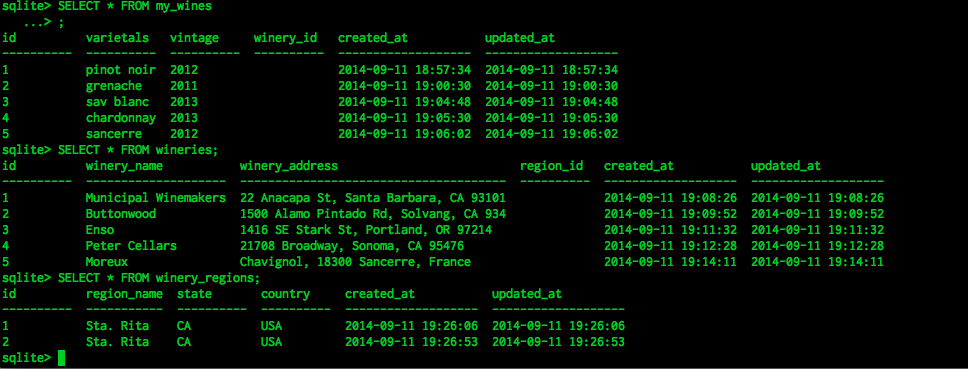 sqlite> SELECT * FROM my_wines
   ...> ;
id          varietals   vintage     winery_id   created_at           updated_at
----------  ----------  ----------  ----------  -------------------  -------------------
1           pinot noir  2012                    2014-09-11 18:57:34  2014-09-11 18:57:34
2           grenache    2011                    2014-09-11 19:00:30  2014-09-11 19:00:30
3           sav blanc   2013                    2014-09-11 19:04:48  2014-09-11 19:04:48
4           chardonnay  2013                    2014-09-11 19:05:30  2014-09-11 19:05:30
5           sancerre    2012                    2014-09-11 19:06:02  2014-09-11 19:06:02
sqlite> SELECT * FROM wineries;
id          winery_name           winery_address                          region_id   created_at           updated_at
----------  --------------------  --------------------------------------  ----------  -------------------  -------------------
1           Municipal Winemakers  22 Anacapa St, Santa Barbara, CA 93101              2014-09-11 19:08:26  2014-09-11 19:08:26
2           Buttonwood            1500 Alamo Pintado Rd, Solvang, CA 934              2014-09-11 19:09:52  2014-09-11 19:09:52
3           Enso                  1416 SE Stark St, Portland, OR 97214                2014-09-11 19:11:32  2014-09-11 19:11:32
4           Peter Cellars         21708 Broadway, Sonoma, CA 95476                    2014-09-11 19:12:28  2014-09-11 19:12:28
5           Moreux                Chavignol, 18300 Sancerre, France                   2014-09-11 19:14:11  2014-09-11 19:14:11
sqlite> SELECT * FROM winery_regions;
id          region_name  state       country     created_at           updated_at
----------  -----------  ----------  ----------  -------------------  -------------------
1           Sta. Rita    CA          USA         2014-09-11 19:26:06  2014-09-11 19:26:06
2           Sta. Rita    CA          USA         2014-09-11 19:26:53  2014-09-11 19:26:53
sqlite>